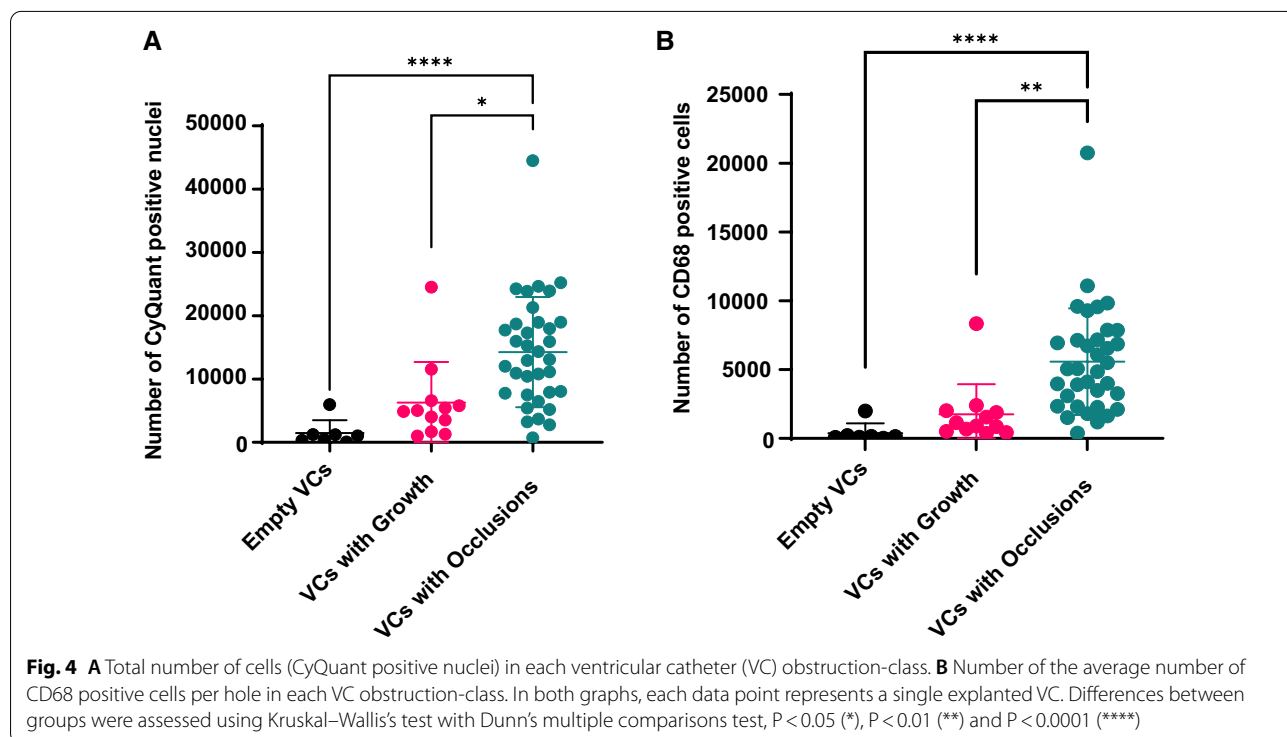 A
B
****
*
****
**
Number of CyQuant positive nuclei
50000
40000
30000
20000
10000
0
Empty VCs
VCs with Growth
VCs with Occlusions
Number of CD68 positive cells
25000
20000
15000
10000
5000
0
Empty VCs
VCs with Growth
VCs with Occlusions
Fig. 4 A Total number of cells (CyQuant positive nuclei) in each ventricular catheter (VC) obstruction-class. B Number of the average number of
CD68 positive cells per hole in each VC obstruction-class. In both graphs, each data point represents a single explanted VC. Differences between
groups were assessed using Kruskal–Wallis's test with Dunn's multiple comparisons test, P < 0.05 (*), P < 0.01 (**) and P < 0.0001 (****)